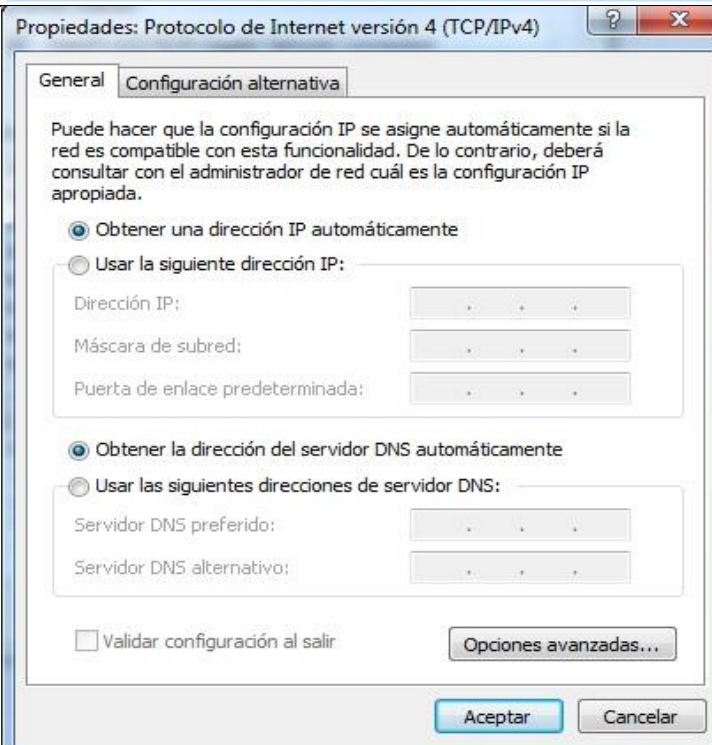 Propiedades: Protocolo de Internet versión 4 (TCP/IPv4)
General
Configuración alternativa
Puede hacer que la configuración IP se asigne automáticamente si la
red es compatible con esta funcionalidad. De lo contrario, deberá
consultar con el administrador de red cuál es la configuración IP
apropiada.
Obtener una dirección IP automáticamente
Usar la siguiente dirección IP:
Dirección IP:
Máscara de subred:
Puerta de enlace predeterminada:
Obtener la dirección del servidor DNS automáticamente
Usar las siguientes direcciones de servidor DNS:
Servidor DNS preferido:
Servidor DNS alternativo:
Validar configuración al salir
Opciones avanzadas...
Aceptar
Cancelar